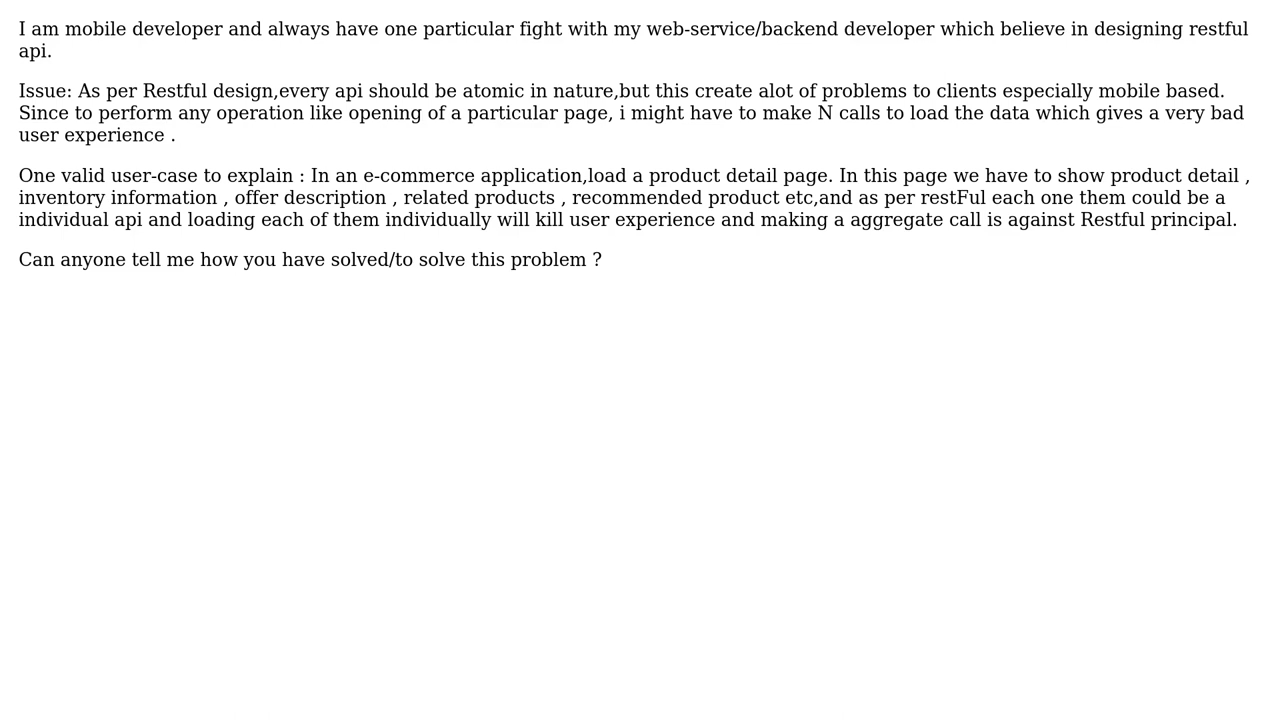 I am mobile developer and always have one particular fight with my web-service/backend developer which believe in designing restful
api.
Issue: As per Restful design,every api should be atomic in nature,but this create alot of problems to clients especially mobile based.
Since to perform any operation like opening of a particular page, i might have to make N calls to load the data which gives a very bad
user experience .
One valid user-case to explain : In an e-commerce application,load a product detail page. In this page we have to show product detail ,
inventory information , offer description , related products , recommended product etc,and as per restFul each one them could be a
individual api and loading each of them individually will kill user experience and making a aggregate call is against Restful principal.
Can anyone tell me how you have solved/to solve this problem ?